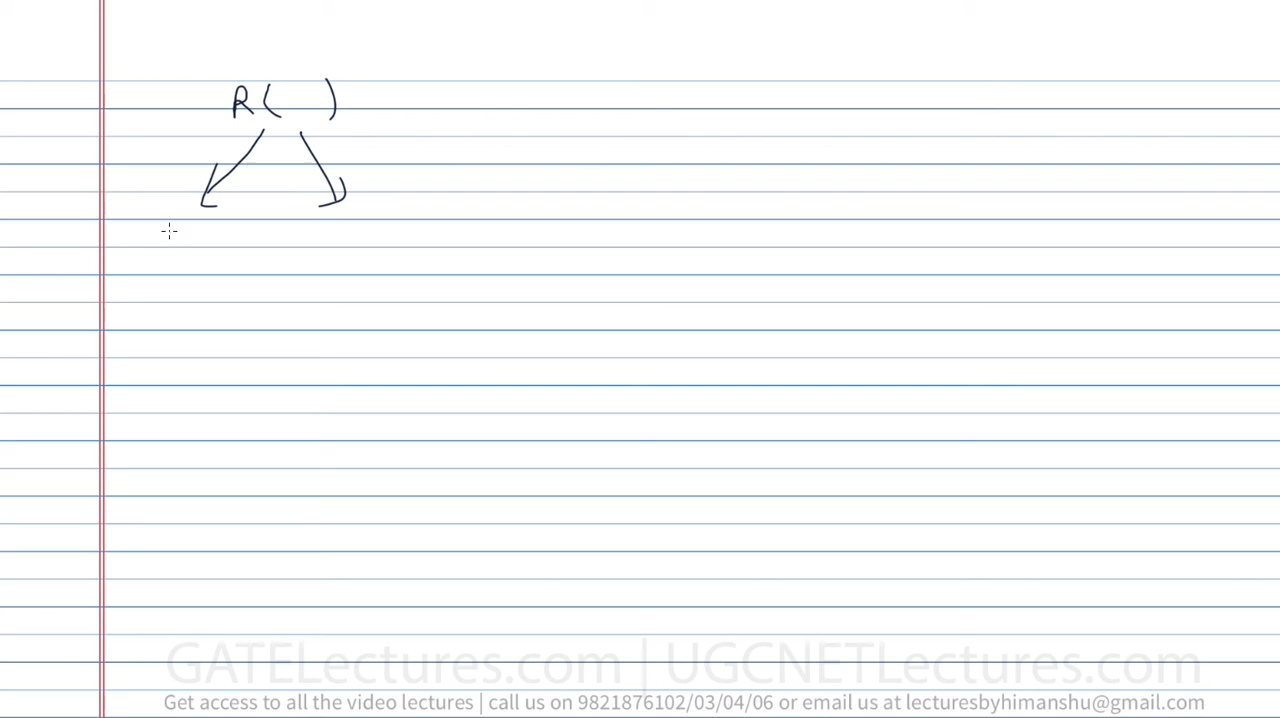 R( )
GATELectures.com | UGCNETLectures.com
Get access to all the video lectures | call us on 9821876102/03/04/06 or email us at lecturesbyhimanshu@gmail.com